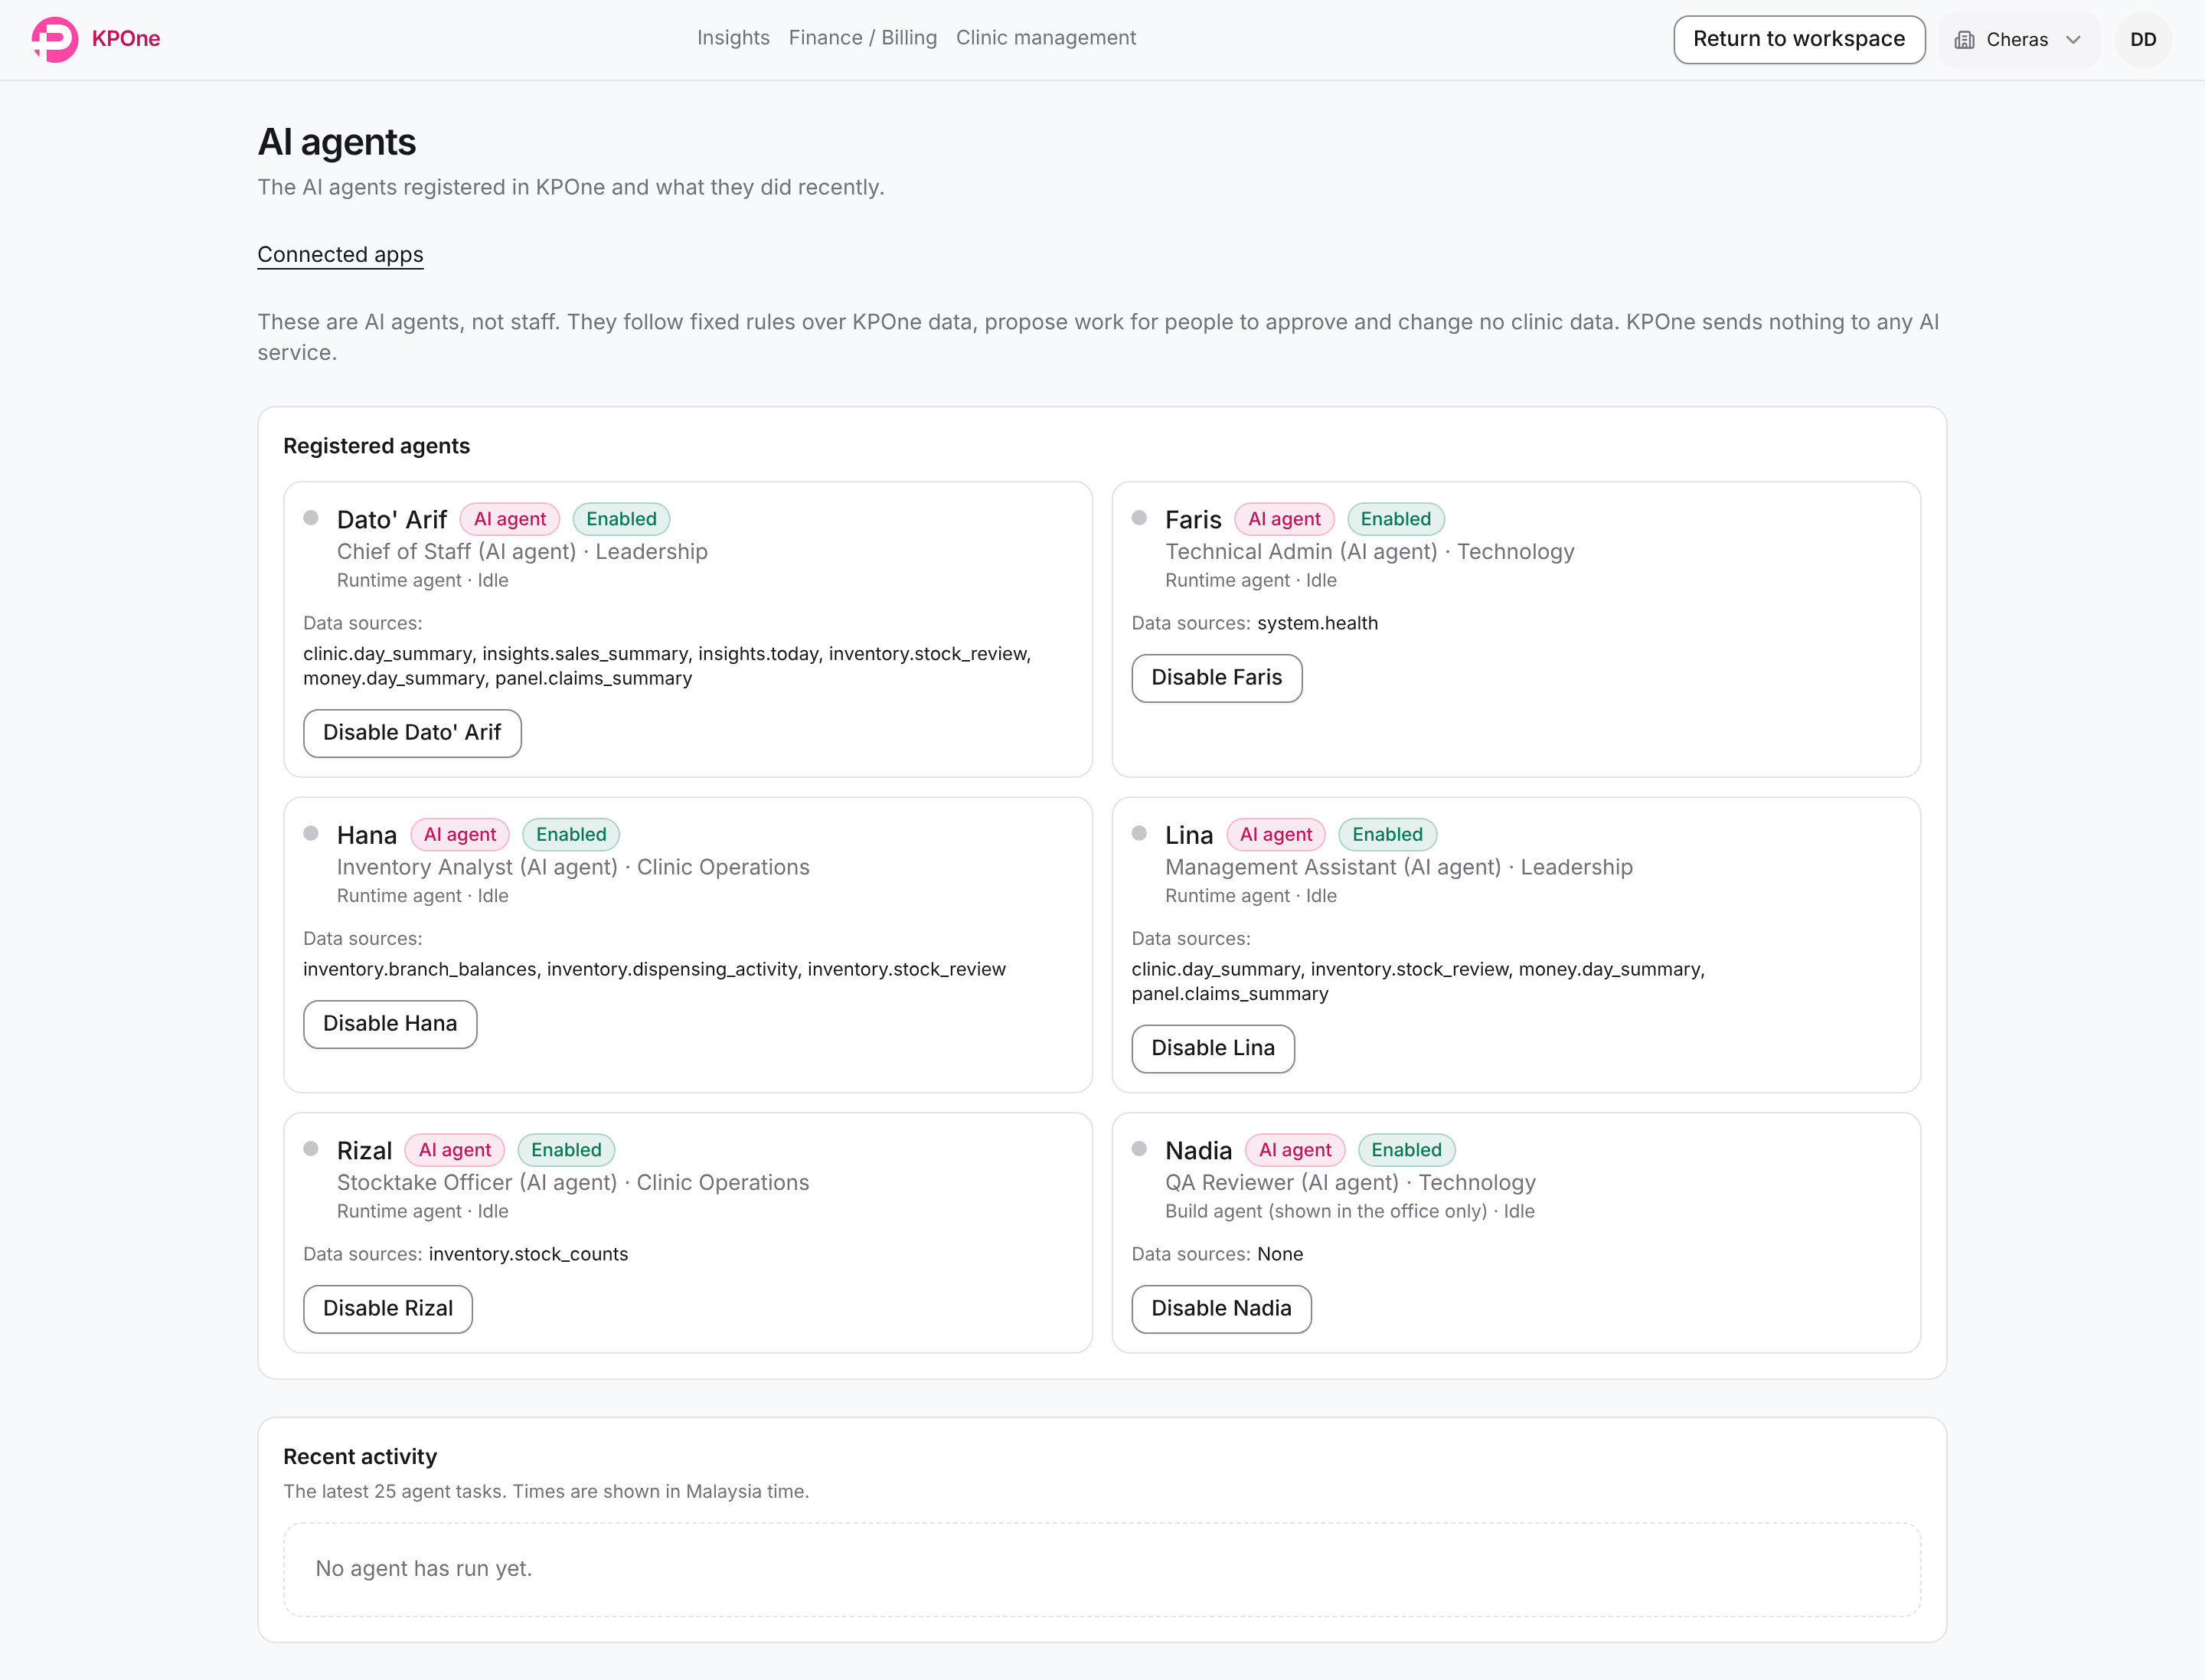 KPOne
Insights Finance / Billing Clinic management
Return to workspace
Cheras
DD
AI agents
The AI agents registered in KPOne and what they did recently.
Connected apps
These are AI agents, not staff. They follow fixed rules over KPOne data, propose work for people to approve and change no clinic data. KPOne sends nothing to any AI
service.
Registered agents
Dato' Arif AI agent Enabled
Chief of Staff (AI agent) · Leadership
Runtime agent · Idle
Data sources:
clinic.day_summary, insights.sales_summary, insights.today, inventory.stock_review,
money.day_summary, panel.claims_summary
Disable Dato' Arif
Faris AI agent Enabled
Technical Admin (AI agent) · Technology
Runtime agent · Idle
Data sources: system.health
Disable Faris
Hana AI agent Enabled
Inventory Analyst (AI agent) · Clinic Operations
Runtime agent · Idle
Data sources:
inventory.branch_balances, inventory.dispensing_activity, inventory.stock_review
Disable Hana
Lina AI agent Enabled
Management Assistant (AI agent) · Leadership
Runtime agent · Idle
Data sources:
clinic.day_summary, inventory.stock_review, money.day_summary,
panel.claims_summary
Disable Lina
Rizal AI agent Enabled
Stocktake Officer (AI agent) · Clinic Operations
Runtime agent · Idle
Data sources: inventory.stock_counts
Disable Rizal
Nadia AI agent Enabled
QA Reviewer (AI agent) · Technology
Build agent (shown in the office only) · Idle
Data sources: None
Disable Nadia
Recent activity
The latest 25 agent tasks. Times are shown in Malaysia time.
No agent has run yet.